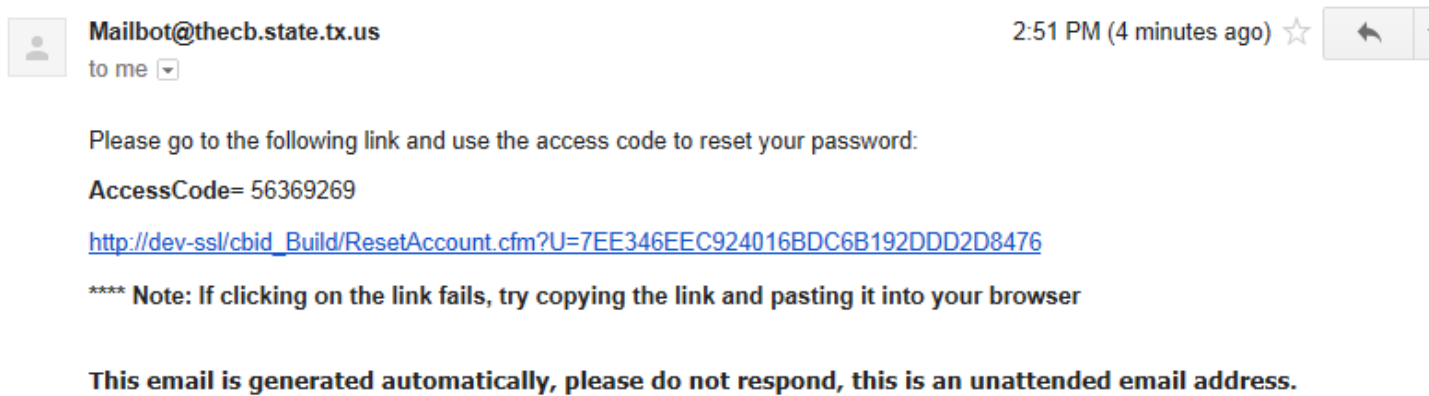 Mailbot@thecb.state.tx.us
2:51 PM (4 minutes ago)
to me
Please go to the following link and use the access code to reset your password:
AccessCode= 56369269
http://dev-ssl/cbid_Build/ResetAccount.cfm?U=7EE346EEC924016BDC6B192DDD2D8476
**** Note: If clicking on the link fails, try copying the link and pasting it into your browser
This email is generated automatically, please do not respond, this is an unattended email address.